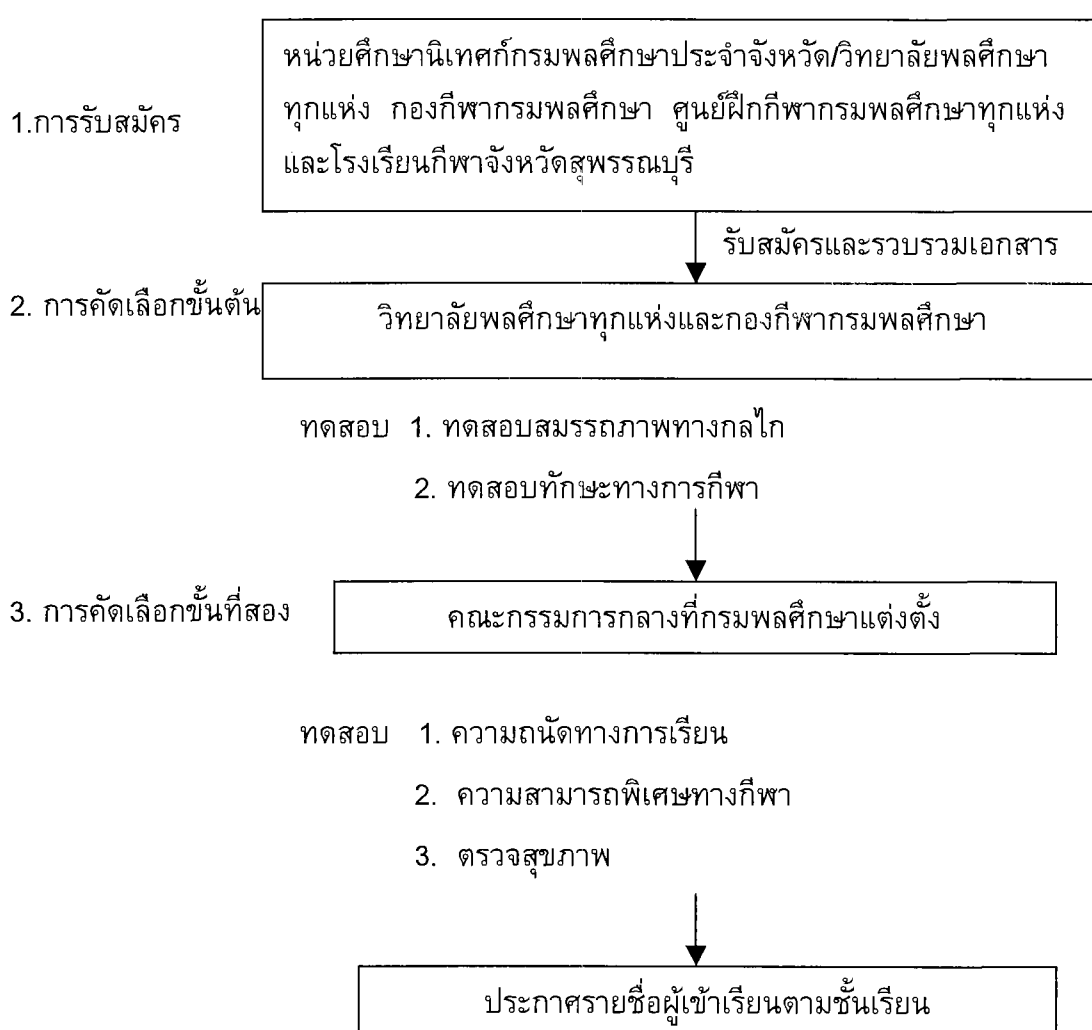 หน่วยศึกษานิเทศก์กรมพลศึกษาประจำจังหวัด/วิทยาลัยพลศึกษา
1.การรับสมัคร
ทุกแห่ง กองกีฬากรมพลศึกษา ศูนย์ฝึกกีฬากรมพลศึกษาทุกแห่ง
และโรงเรียนกีฬาจังหวัดสุพรรณบุรี
รับสมัครและรวบรวมเอกสาร
2. การคัดเลือกขั้นต้น
วิทยาลัยพลศึกษาทุกแห่งและกองกีฬากรมพลศึกษา
ทดสอบ 1. ทดสอบสมรรถภาพทางกลไก
2. ทดสอบทักษะทางการกีฬา
3. การคัดเลือกขั้นที่สอง
คณะกรรมการกลางที่กรมพลศึกษาแต่งตั้ง
ทดสอบ 1. ความถนัดทางการเรียน
2. ความสามารถพิเศษทางกีฬา
3. ตรวจสุขภาพ
ประกาศรายชื่อผู้เข้าเรียนตามชั้นเรียน